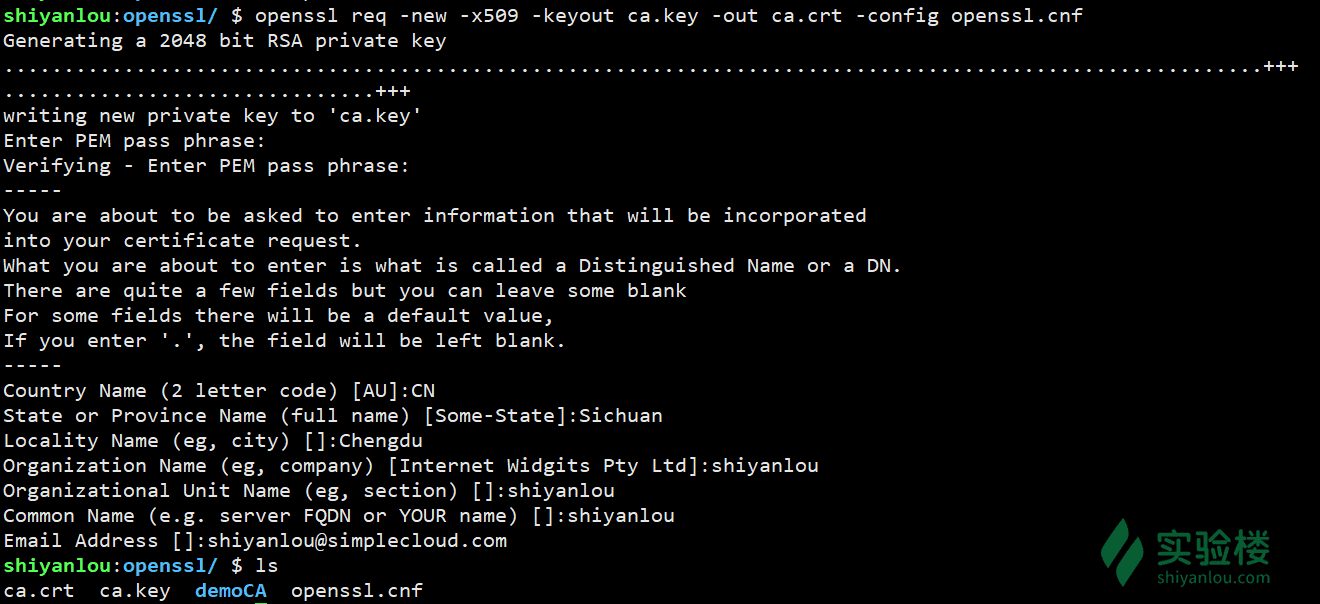 shiyanlou:openssl/ $ openssl req -new -x509 -keyout ca.key -out ca.crt -config openssl.cnf
Generating a 2048 bit RSA private key
.........................................................................................................+++
...............................+++
writing new private key to 'ca.key'
Enter PEM pass phrase:
Verifying - Enter PEM pass phrase:
-----
You are about to be asked to enter information that will be incorporated
into your certificate request.
What you are about to enter is what is called a Distinguished Name or a DN.
There are quite a few fields but you can leave some blank
For some fields there will be a default value,
If you enter '.', the field will be left blank.
-----
Country Name (2 letter code) [AU]:CN
State or Province Name (full name) [Some-State]:Sichuan
Locality Name (eg, city) []:Chengdu
Organization Name (eg, company) [Internet Widgits Pty Ltd]:shiyanlou
Organizational Unit Name (eg, section) []:shiyanlou
Common Name (e.g. server FQDN or YOUR name) []:shiyanlou
Email Address []:shiyanlou@simplecloud.com
shiyanlou:openssl/ $ ls
ca.crt  ca.key  demoCA  openssl.cnf
实验楼
shiyanlou.com